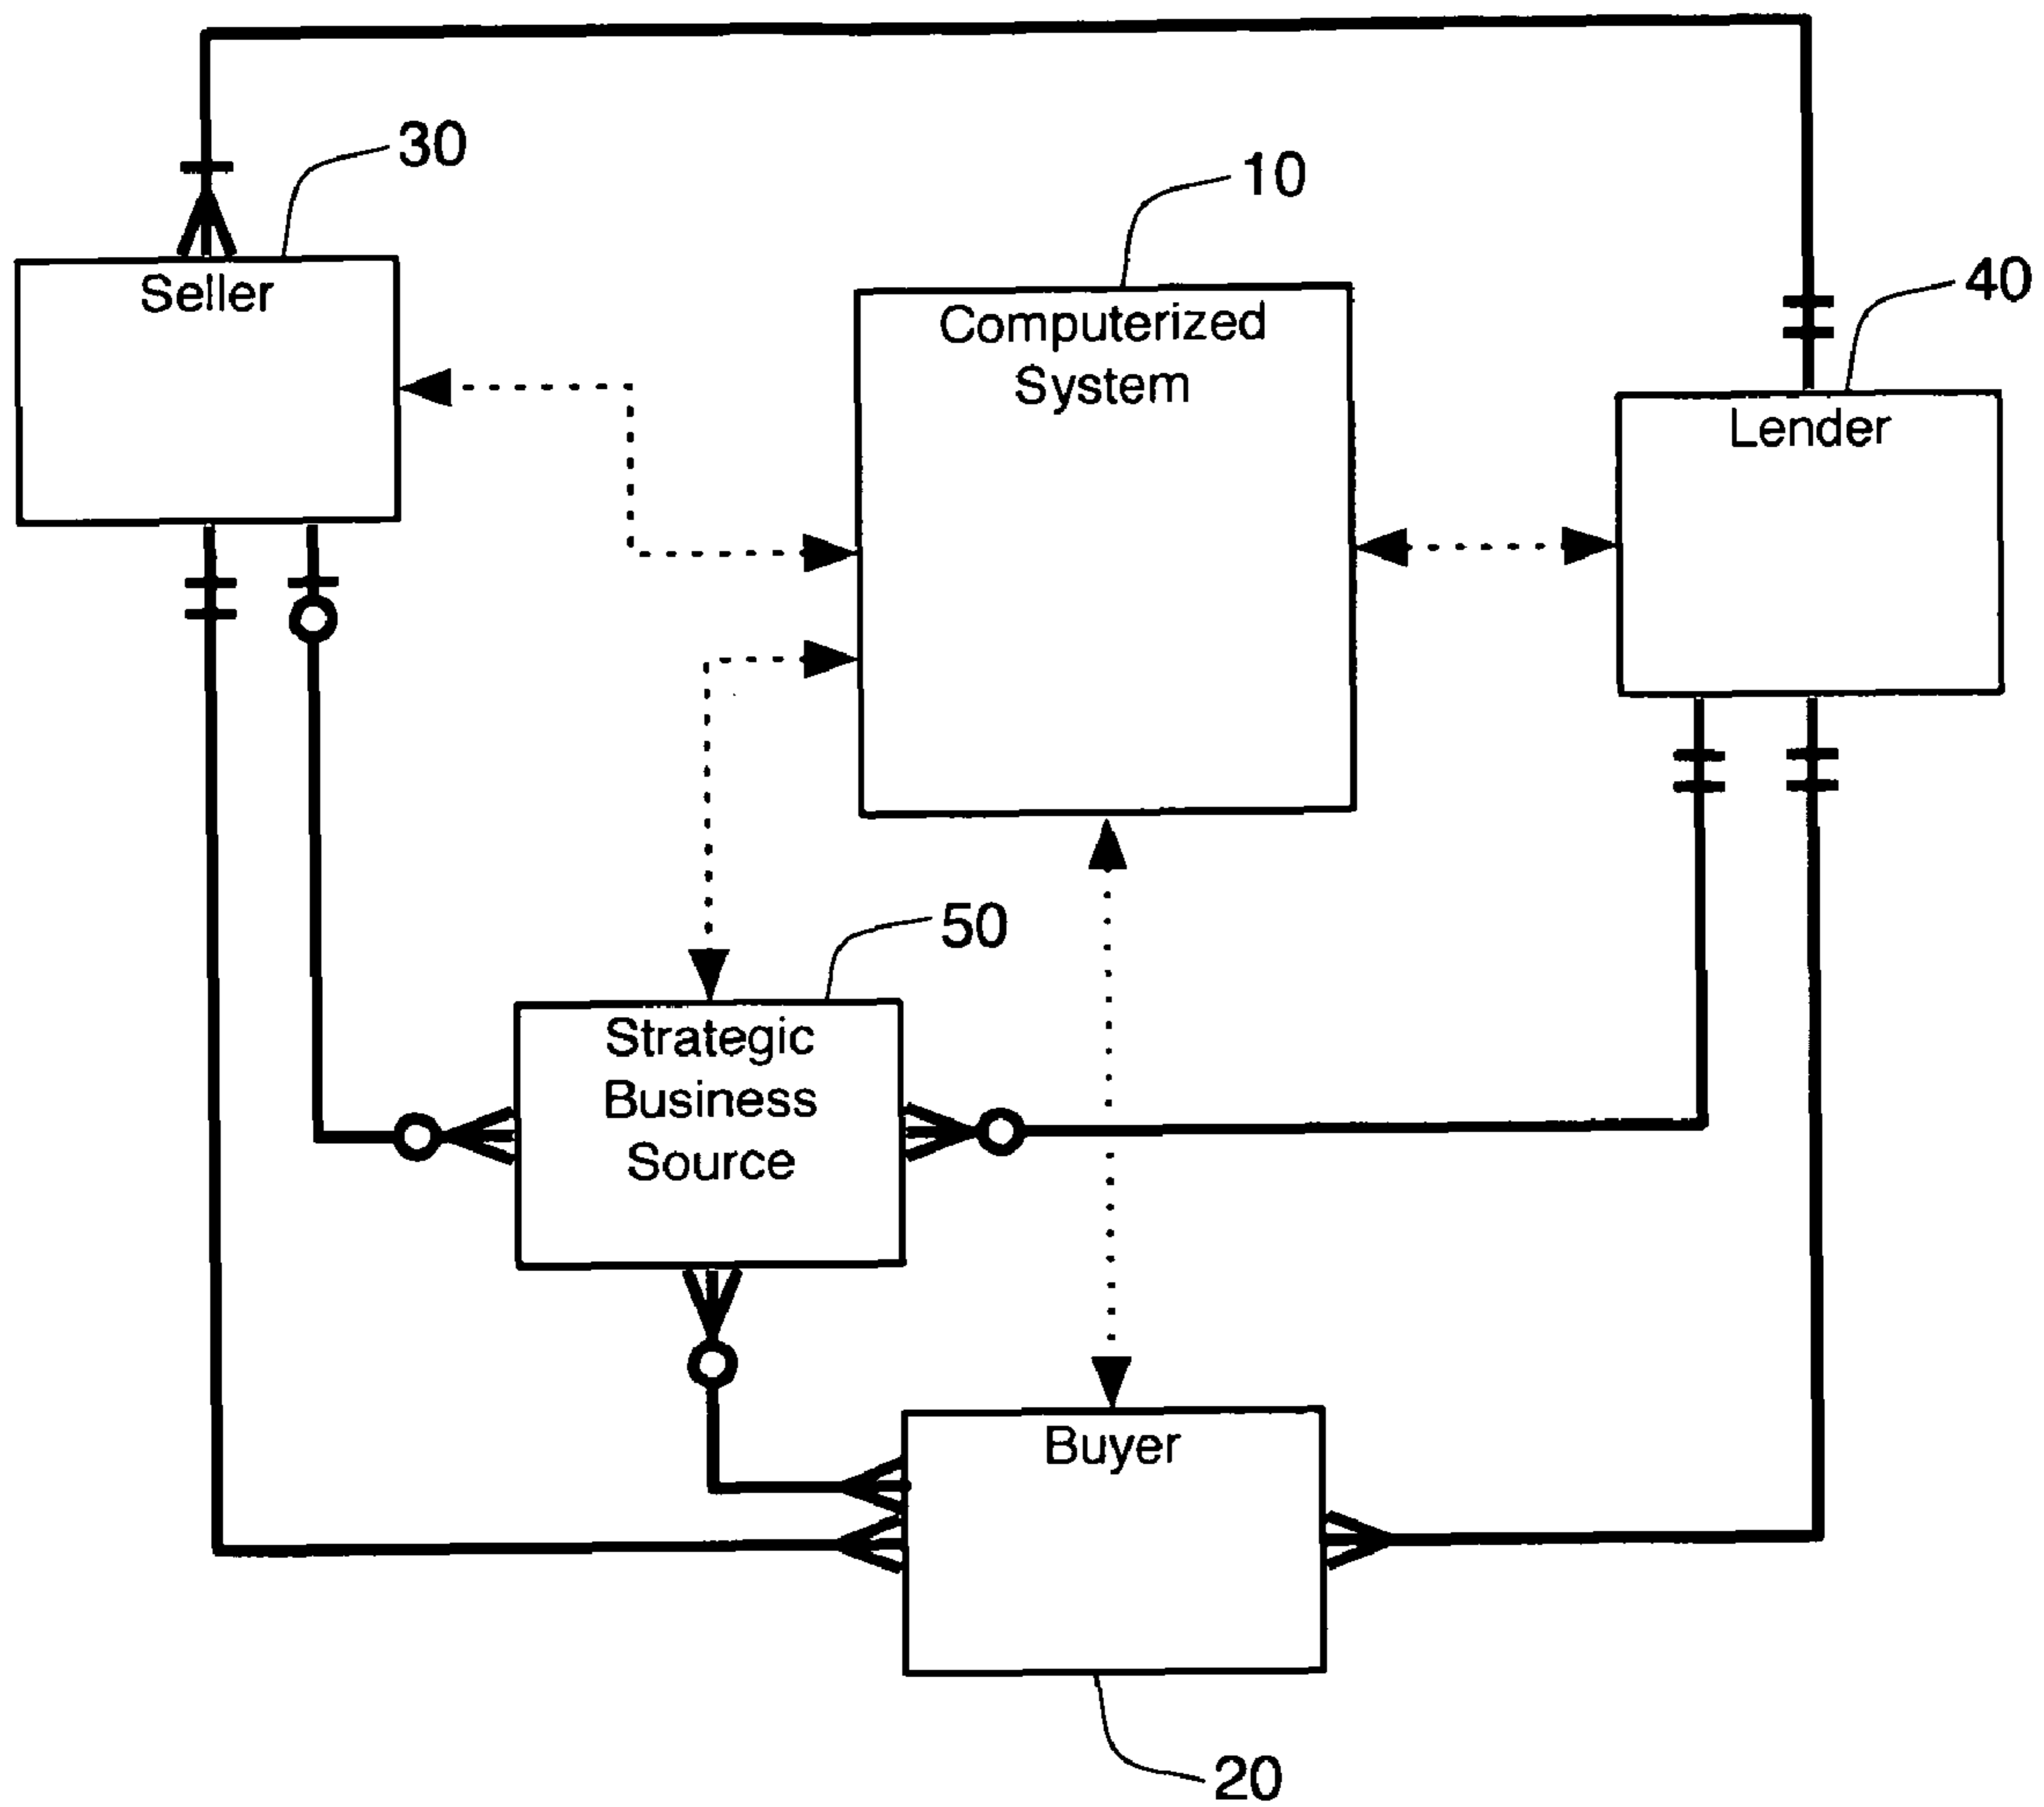 30
10
Seller
40
Computerized
System
Lender
50
Strategic
Business
Source
Buyer
20